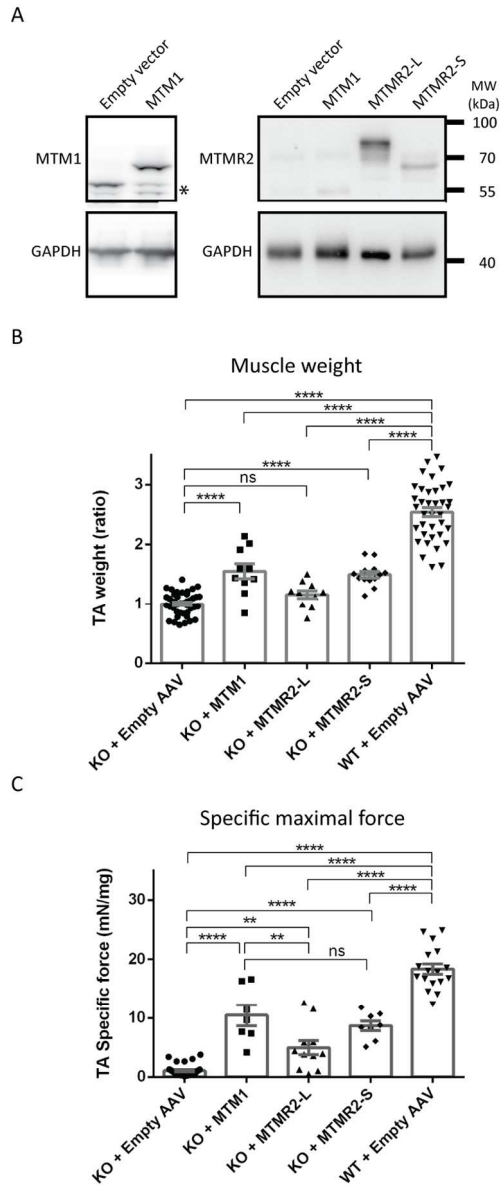 A
Empty vector
MTM1
Empty vector
MTM1
MTMR2-L
MTMR2-S
MW
(kDa)
MTM1
*
GAPDH
MTMR2
GAPDH
100
70
55
40
B
Muscle weight
****
****
****
****
****
ns
****
TA weight (ratio)
3
2
1
0
KO + Empty AAV
KO + MTM1
KO + MTMR2-L
KO + MTMR2-S
WT + Empty AAV
C
Specific maximal force
****
****
****
****
****
**
****
**
ns
TA Specific force (mN/mg)
30
20
10
0
KO + Empty AAV
KO + MTM1
KO + MTMR2-L
KO + MTMR2-S
WT + Empty AAV